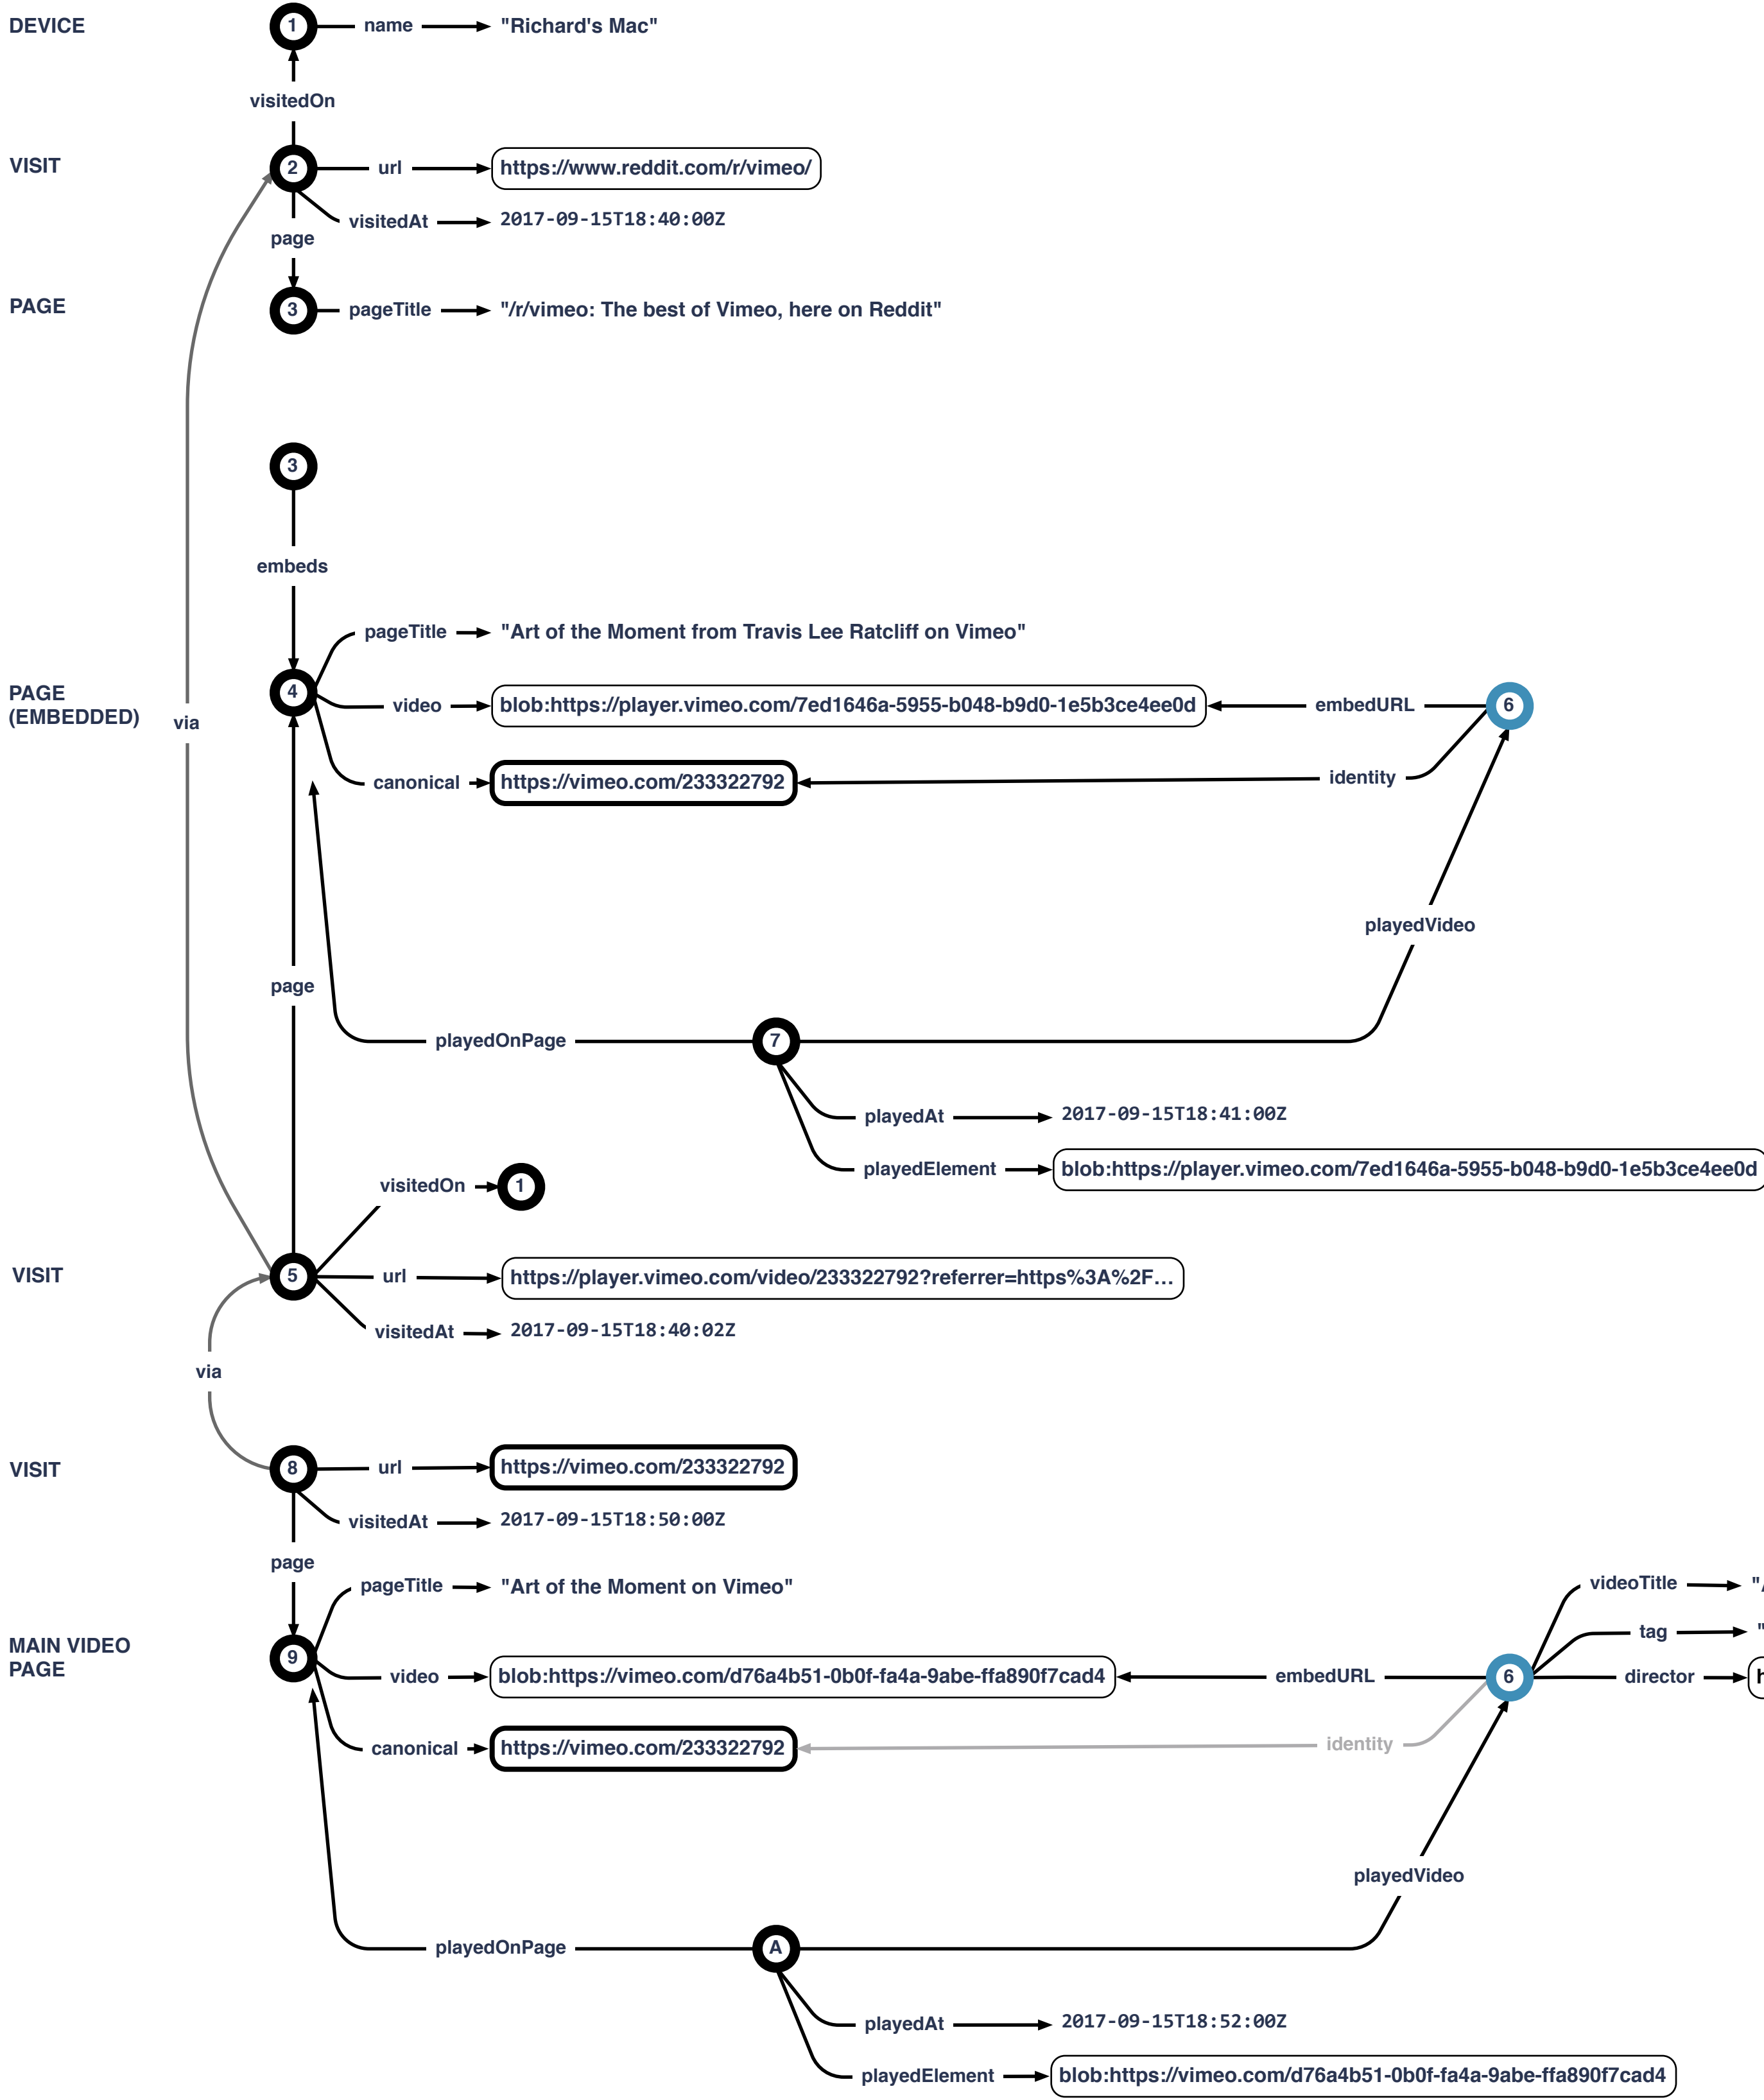 DEVICE 1 name "Richard's Mac"
visitedOn
VISIT 2 url https://www.reddit.com/r/vimeo/
visitedAt 2017-09-15T18:40:00Z
page
PAGE 3 pageTitle "/r/vimeo: The best of Vimeo, here on Reddit"
3
embeds
pageTitle "Art of the Moment from Travis Lee Ratcliff on Vimeo"
PAGE
(EMBEDDED)
4
video blob:https://player.vimeo.com/7ed1646a-5955-b048-b9d0-1e5b3ce4ee0d embedURL 6
via
canonical https://vimeo.com/233322792 identity
playedVideo
page
playedOnPage 7
playedAt 2017-09-15T18:41:00Z
playedElement blob:https://player.vimeo.com/7ed1646a-5955-b048-b9d0-1e5b3ce4ee0d
visitedOn 1
VISIT 5 url https://player.vimeo.com/video/233322792?referrer=https%3A%2F...
visitedAt 2017-09-15T18:40:02Z
via
VISIT 8 url https://vimeo.com/233322792
visitedAt 2017-09-15T18:50:00Z
page
pageTitle "Art of the Moment on Vimeo" videoTitle
tag
MAIN VIDEO
PAGE
9
video blob:https://vimeo.com/d76a4b51-0b0f-fa4a-9abe-ffa890f7cad4 embedURL 6 director
canonical https://vimeo.com/233322792 identity
playedVideo
playedOnPage A
playedAt 2017-09-15T18:52:00Z
playedElement blob:https://vimeo.com/d76a4b51-0b0f-fa4a-9abe-ffa890f7cad4